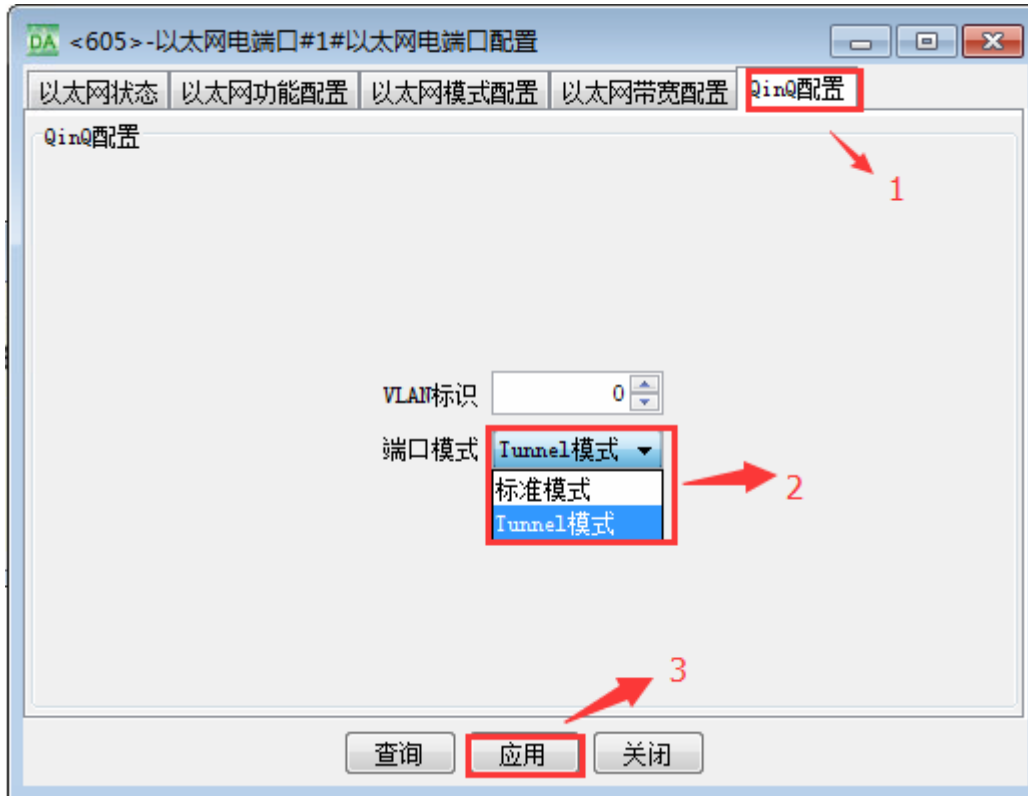 DA <605>-以太网电端口#1#以太网电端口配置
以太网状态 以太网功能配置 以太网模式配置 以太网带宽配置 QinQ配置
QinQ配置
1
VLAN标识 0
端口模式 Tunnel模式
标准模式
2
Tunnel模式
3
查询 应用 关闭